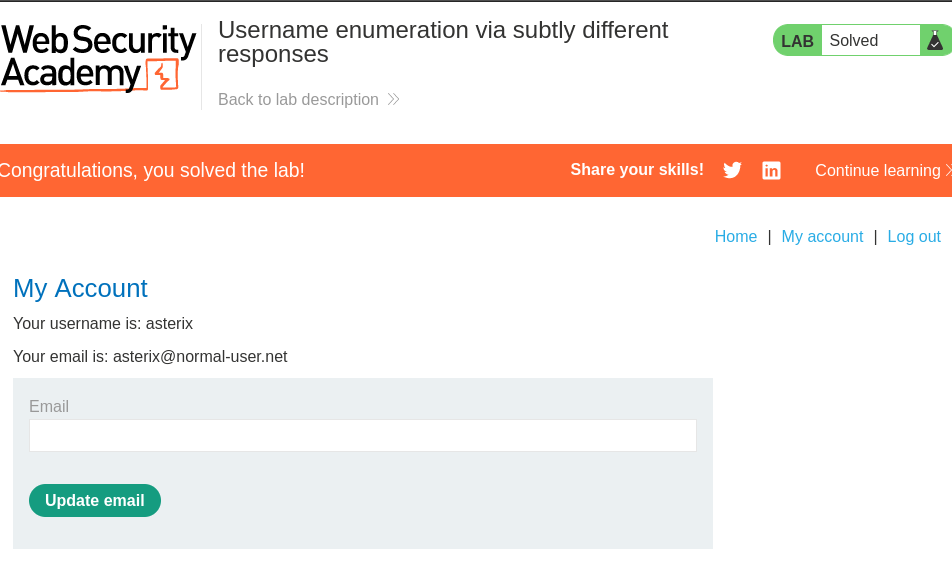 Web Security
Academy
Username enumeration via subtly different
responses
Back to lab description
LAB Solved
Congratulations, you solved the lab!
Share your skills!
Continue learning
Home | My account | Log out
My Account
Your username is: asterix
Your email is: asterix@normal-user.net
Email
Update email